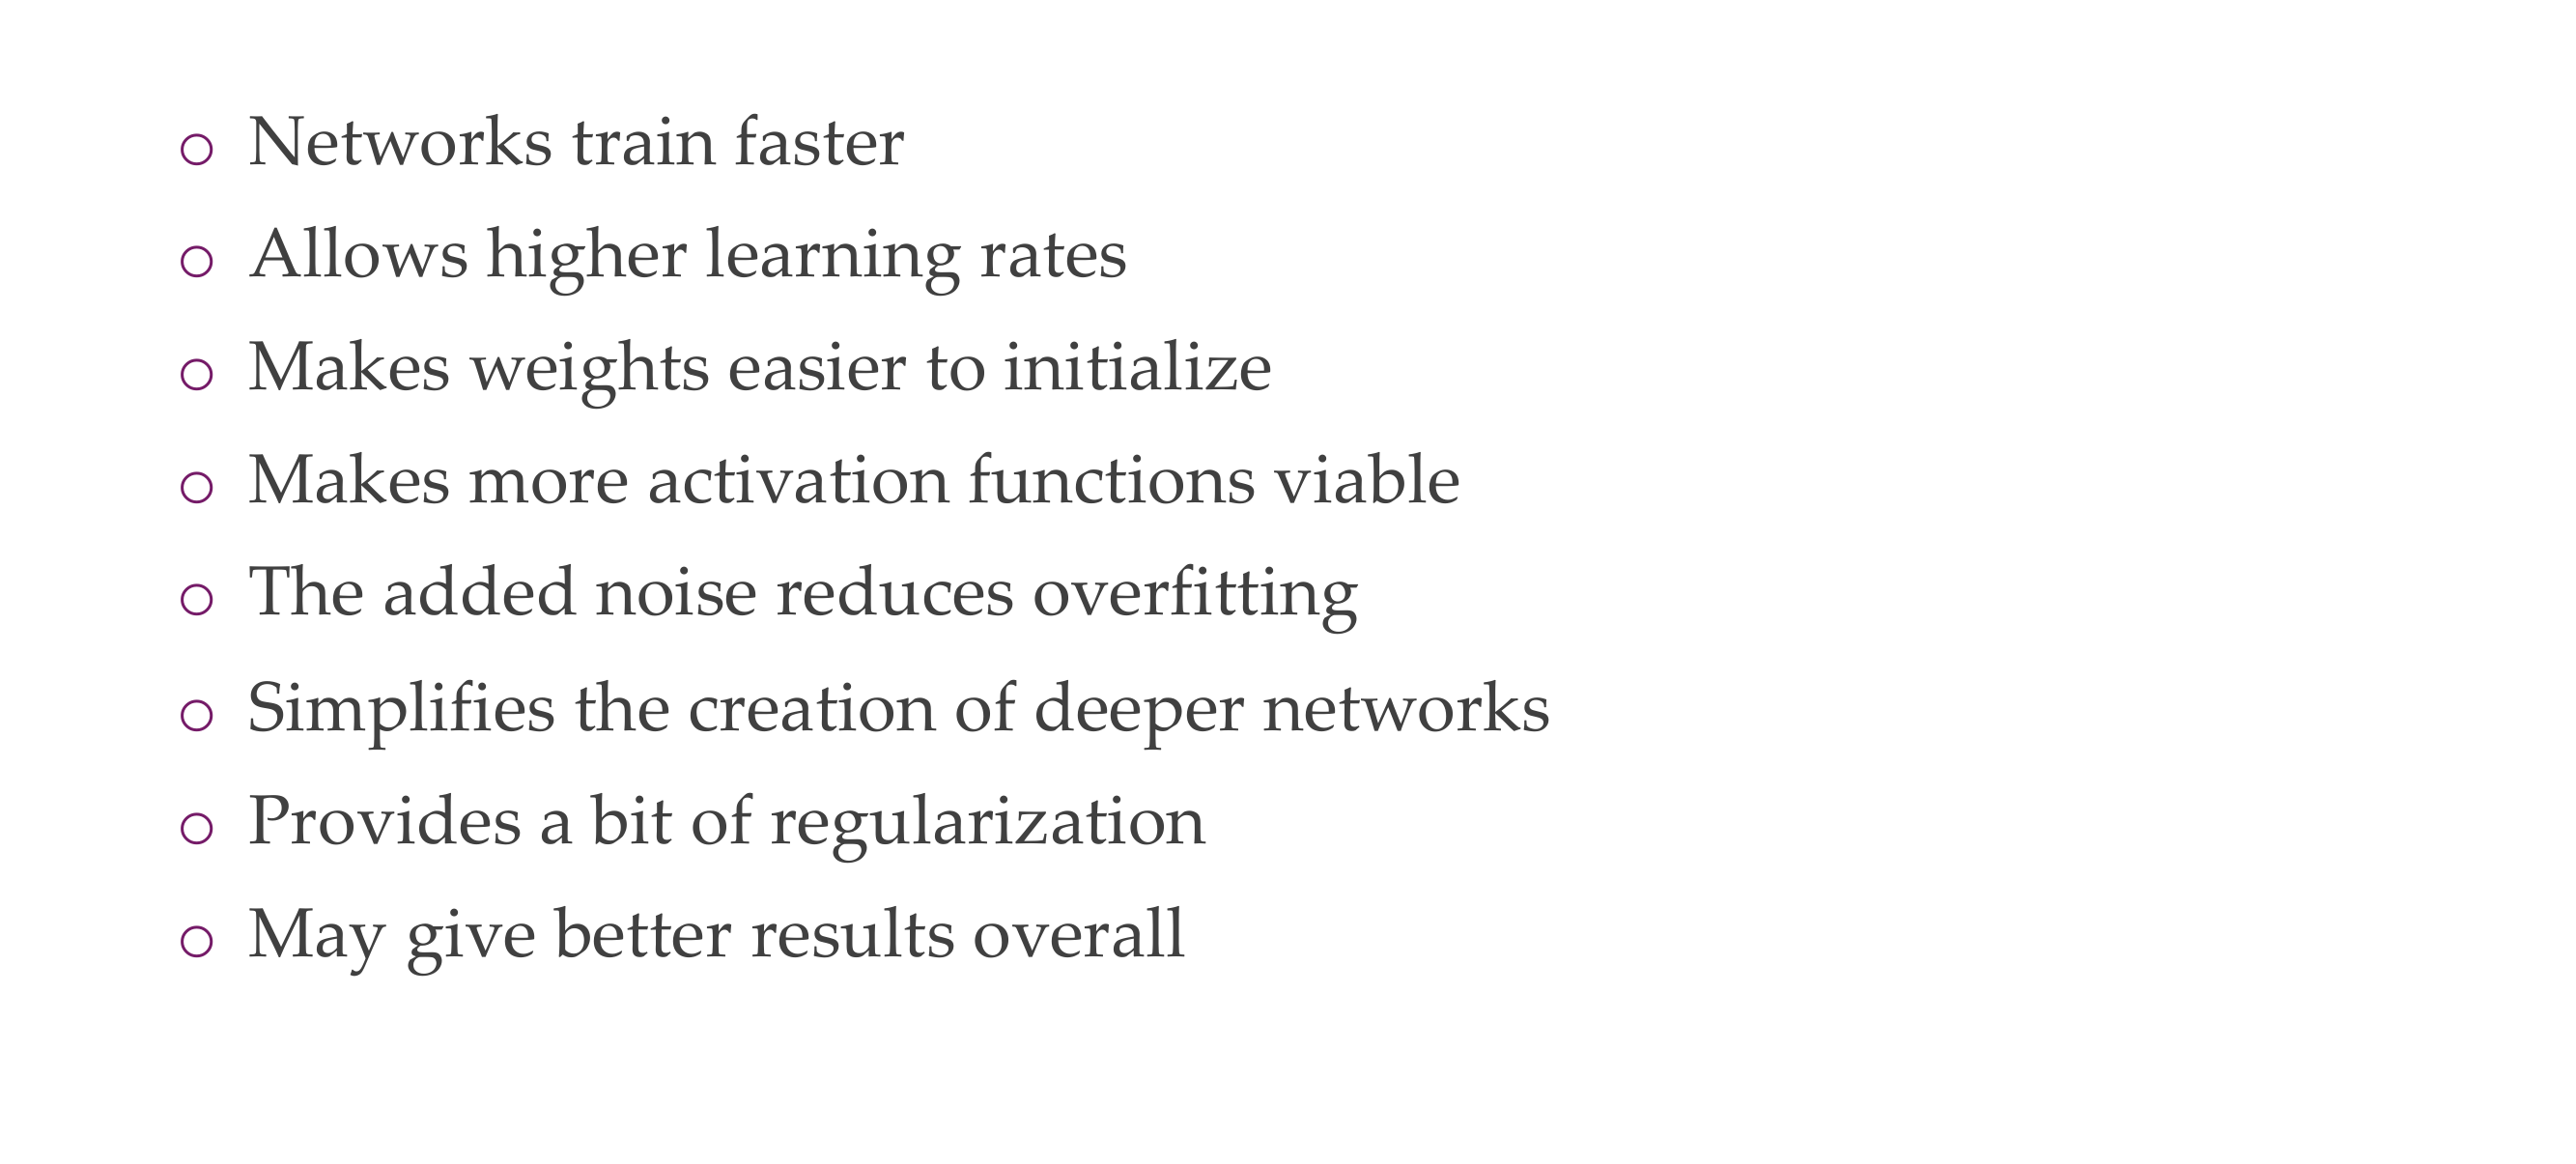 Networks train faster
Allows higher learning rates
Makes weights easier to initialize
Makes more activation functions viable
The added noise reduces overfitting
Simplifies the creation of deeper networks
Provides a bit of regularization
May give better results overall